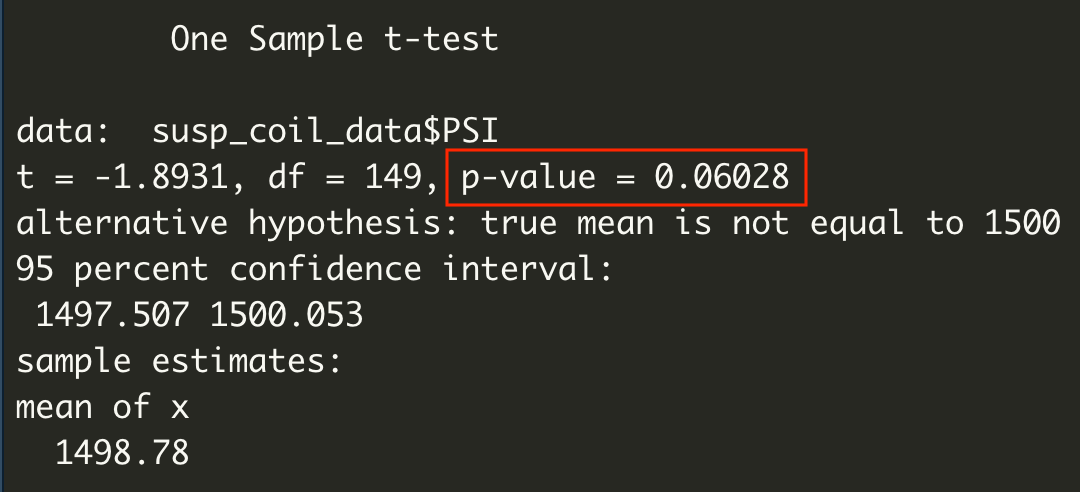 One Sample t-test
data:  susp_coil_data$PSI
t = -1.8931, df = 149, p-value = 0.06028
alternative hypothesis: true mean is not equal to 1500
95 percent confidence interval:
1497.507 1500.053
sample estimates:
mean of x
1498.78